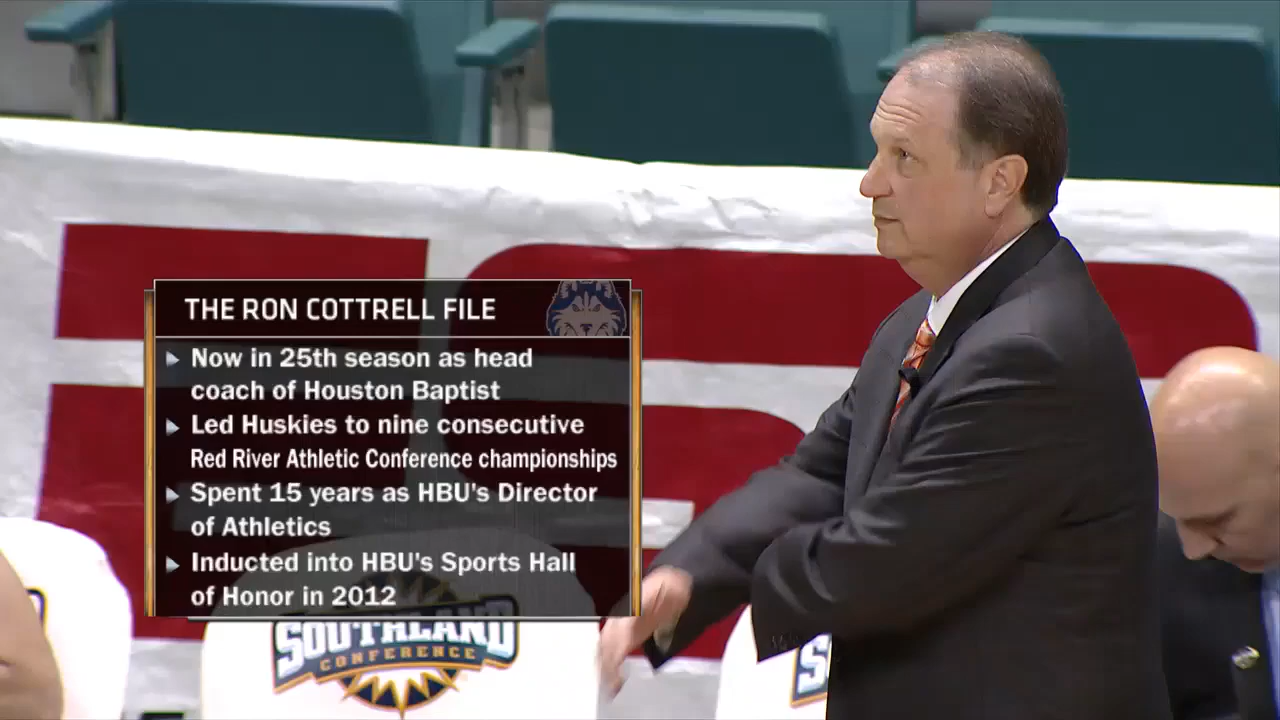 THE RON COTTRELL FILE
Now in 25th season as head
coach of Houston Baptist
Led Huskies to nine consecutive
Red River Athletic Conference championships
Spent 15 years as HBU's Director
of Athletics
Inducted into HBU's Sports Hall
of Honor in 2012
SOUTHLAND
CONFERENCE